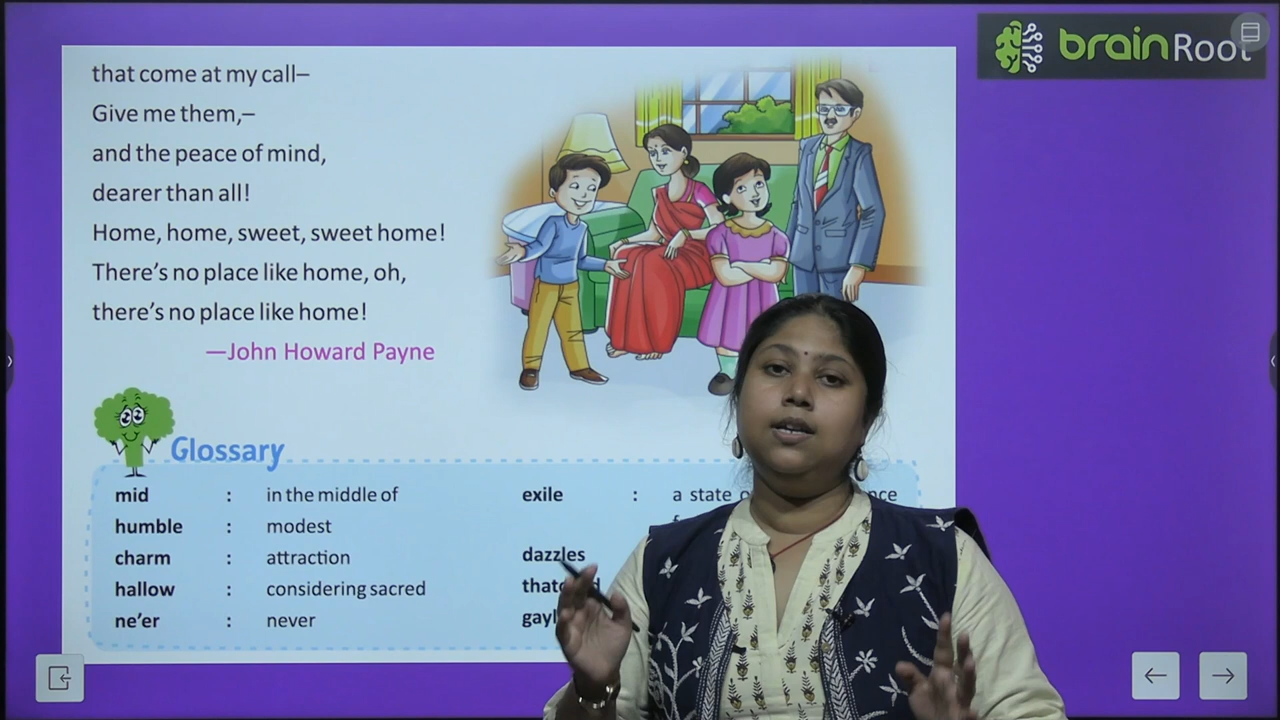 brainRoot
that come at my call–
Give me them,–
and the peace of mind,
dearer than all!
Home, home, sweet, sweet home!
There's no place like home, oh,
there's no place like home!
—John Howard Payne
Glossary
mid : in the middle of
humble : modest
charm : attraction
hallow : considering sacred
ne'er : never
exile : a state
dazzles